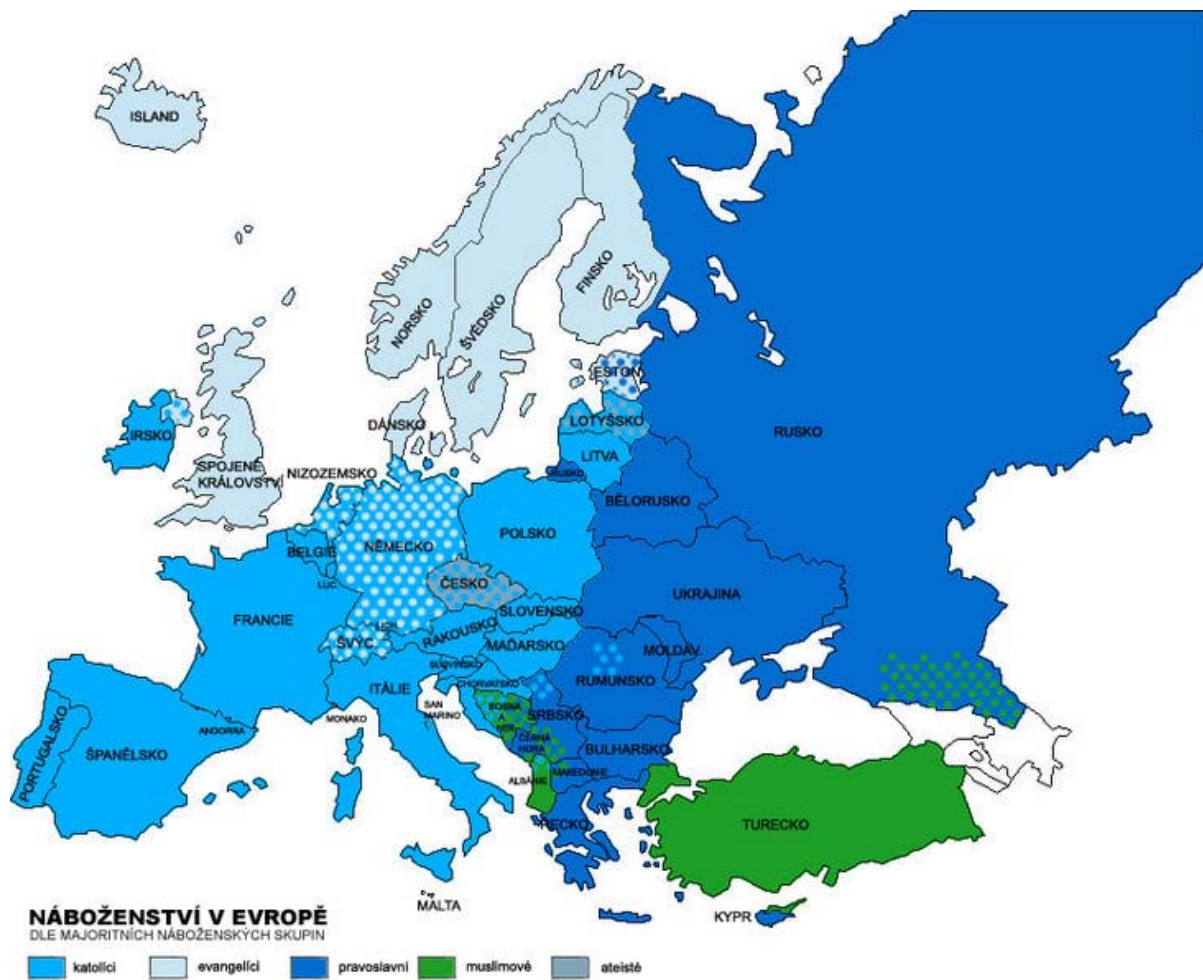 ISLAND
NORSKO
ŠVÉDSKO
FINSKO
ESTON
LOTYŠSKO
LITVA
RUSKO
RUSKO
IRSKO
SPOJENÉ
KRÁLOVSTVÍ
DÁNSKO
NIZOZEMSKO
BELGIE
LUC.
NĚMECKO
POLSKO
BĚLORUSKO
ČESKO
UKRAJINA
SLOVENSKO
FRANCIE
LICH.
ŠVÝC.
RAKOUSKO
MAĎARSKO
MOLDAV.
RUMUNSKO
SLOVINSKO
CHORVATSKO
ITÁLIE
BOSNA
A
HER.
SRBSKO
SAN
MARINO
MONAKO
ANDORRA
PORTUGALSKO
ŠPANĚLSKO
ČERNÁ
HORA
BULHARSKO
ALBÁNIE
MAKEDONIE
ŘECKO
TURECKO
MALTA
KYPR
NÁBOŽENSTVÍ V EVROPĚ
DLE MAJORITNÍCH NÁBOŽENSKÝCH SKUPIN
katolíci evangelíci pravoslavní muslimové ateisté